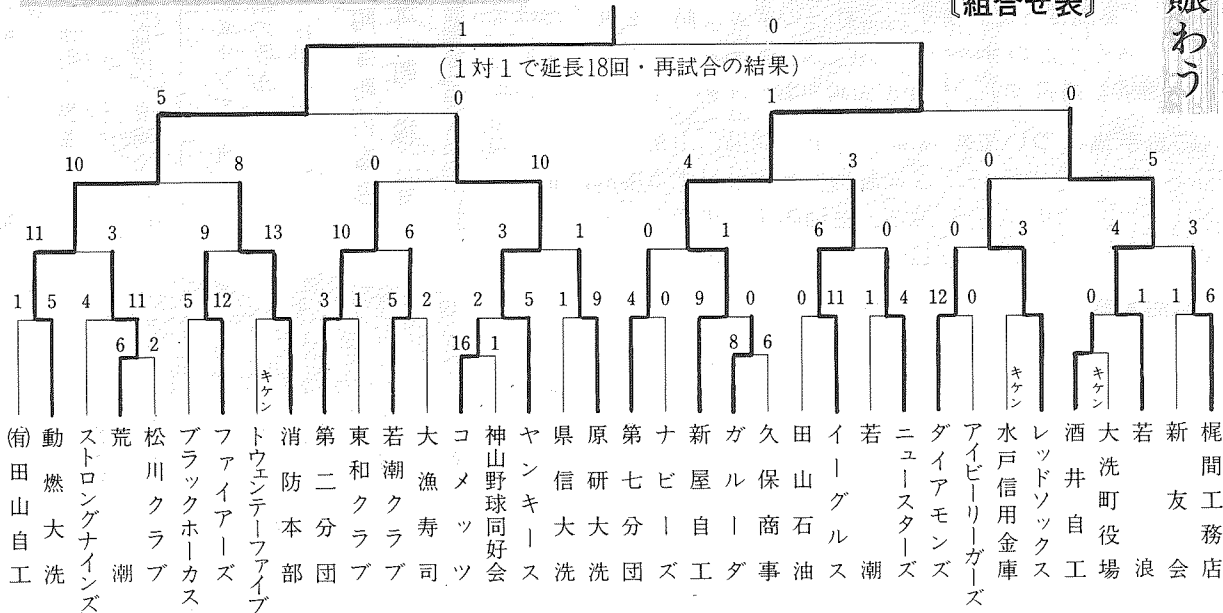 〔組合せ表〕
賑わう
1 0
(1対1で延長18回・再試合の結果)
5 0 1 0
10 8 0 10 4 3 0 5
11 3 9 13 10 6 3 1 0 1 6 0 0 3 4 3
1 5 4 11 5 12 3 1 5 2 2 5 1 9 4 0 9 0 0 11 1 4 12 0 0 1 1 6
6 2 16 1 8 6
キケン
キケン
キケン
㈲田山自工
動燃大洗
ストロングナインズ
荒潮
松川クラブ
ブラックホーカス
ファイアーズ
トウェンテーファイブ
消防本部
第二分団
東和クラブ
若潮クラブ
大漁寿司
コメッツ
神山野球同好会
ヤンキース
県信大洗
原研大洗
第七分団
ナビーズ
新屋自工
ガルーダ
久保商事
田山石油
イーグルス
若潮
ニュースターズ
ダイアモンズ
アイビーリーガーズ
水戸信用金庫
レッドソックス
酒井自工
大洗町役場
若浪
新友会
梶間工務店